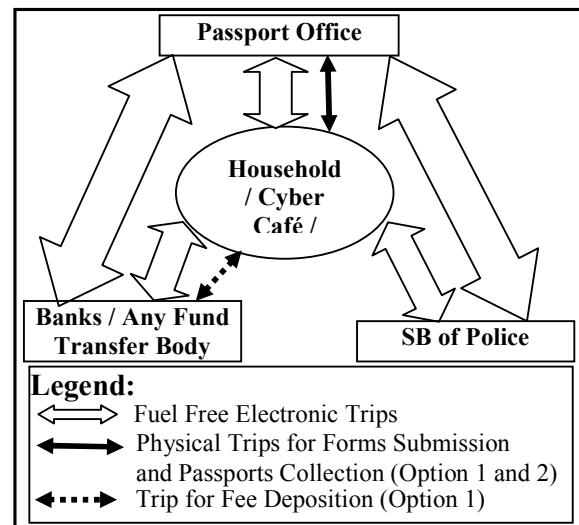 Passport Office
Household
/ Cyber
Café /
Banks / Any Fund
Transfer Body
SB of Police
Legend:
Fuel Free Electronic Trips
Physical Trips for Forms Submission
and Passports Collection (Option 1 and 2)
Trip for Fee Deposition (Option 1)